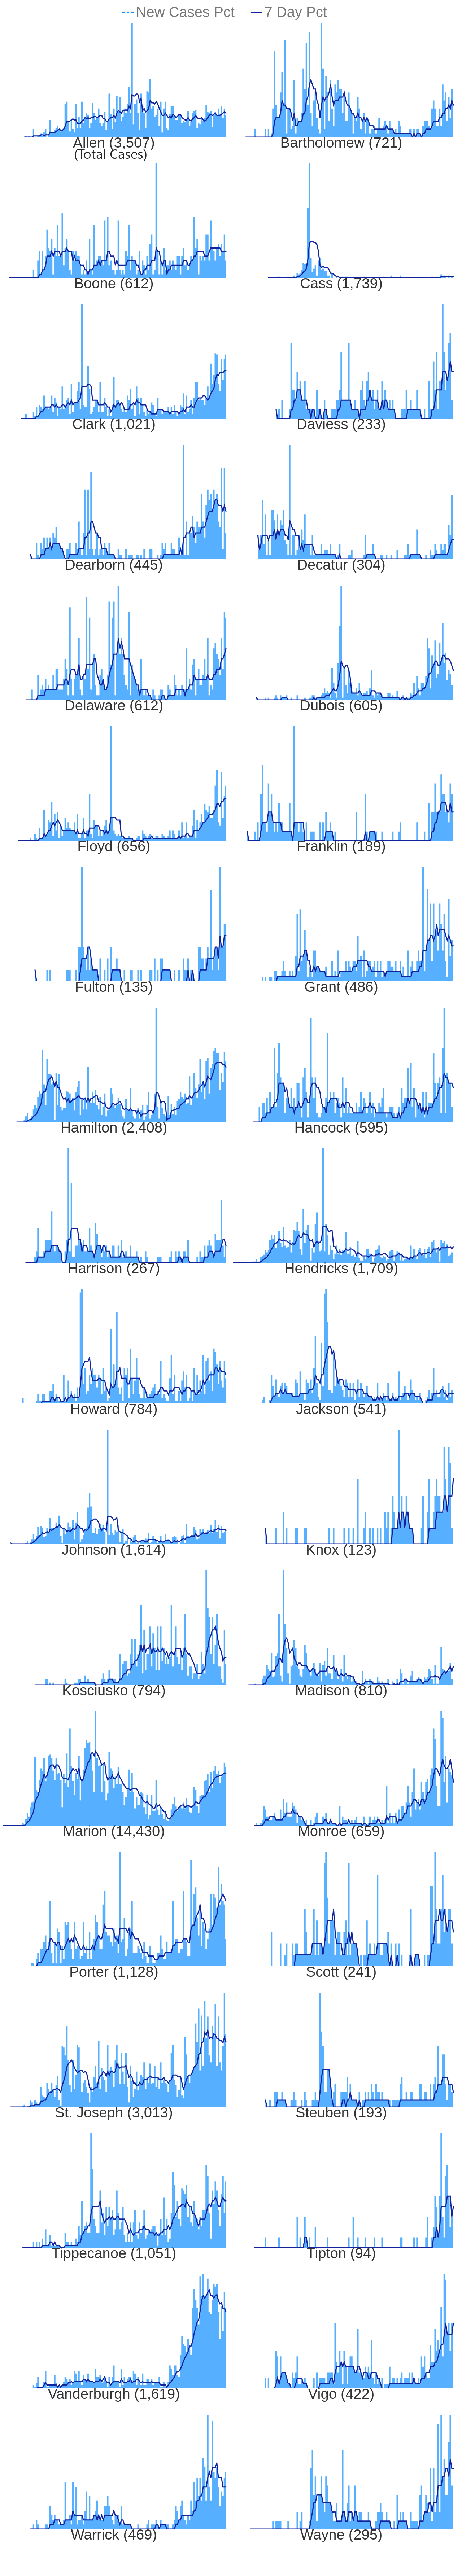 New Cases Pct 7 Day Pct
Allen (3,507) Bartholomew (721)
(Total Cases)
Boone (612) Cass (1,739)
Clark (1,021) Daviess (233)
Dearborn (445) Decatur (304)
Delaware (612) Dubois (605)
Floyd (656) Franklin (189)
Fulton (135) Grant (486)
Hamilton (2,408) Hancock (595)
Harrison (267) Hendricks (1,709)
Howard (784) Jackson (541)
Johnson (1,614) Knox (123)
Kosciusko (794) Madison (810)
Marion (14,430) Monroe (659)
Porter (1,128) Scott (241)
St. Joseph (3,013) Steuben (193)
Tippecanoe (1,051) Tipton (94)
Vanderburgh (1,619) Vigo (422)
Warrick (469) Wayne (295)